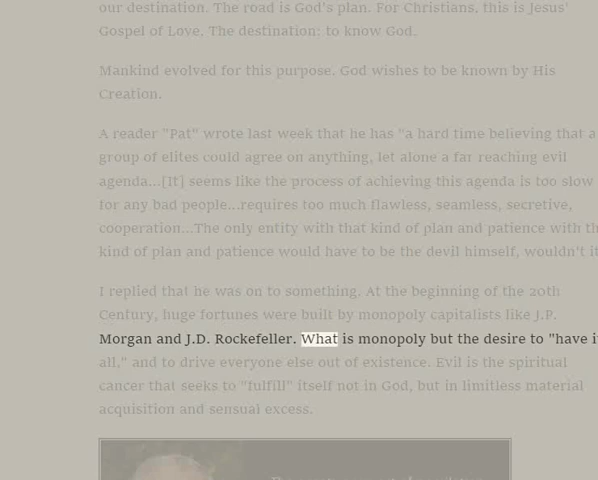 our destination. The road is God's plan. For Christians, this is Jesus'
Gospel of Love. The destination: to know God.
Mankind evolved for this purpose. God wishes to be known by His
Creation.
A reader "Pat" wrote last week that he has "a hard time believing that a
group of elites could agree on anything, let alone a far reaching evil
agenda...[It] seems like the process of achieving this agenda is too slow
for any bad people...requires too much flawless, seamless, secretive,
cooperation...The only entity with that kind of plan and patience with th
kind of plan and patience would have to be the devil himself, wouldn't it
I replied that he was on to something. At the beginning of the 20th
Century, huge fortunes were built by monopoly capitalists like J.P.
Morgan and J.D. Rockefeller. What is monopoly but the desire to "have i
all," and to drive everyone else out of existence. Evil is the spiritual
cancer that seeks to "fulfill" itself not in God, but in limitless material
acquisition and sensual excess.